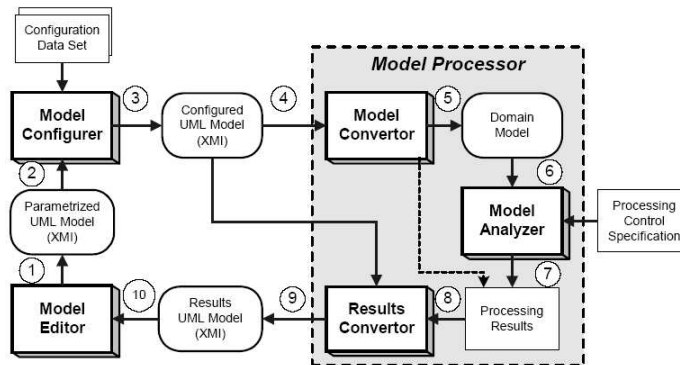 Configuration
Data Set
Model Processor
3
4
5
Model
Configurer
Configured
UML Model
(XMI)
Model
Convertor
Domain
Model
2
6
Parametrized
UML Model
(XMI)
Model
Analyzer
Processing
Control
Specification
1
7
Model
Editor
10
Results
UML Model
(XMI)
9
Results
Convertor
8
Processing
Results